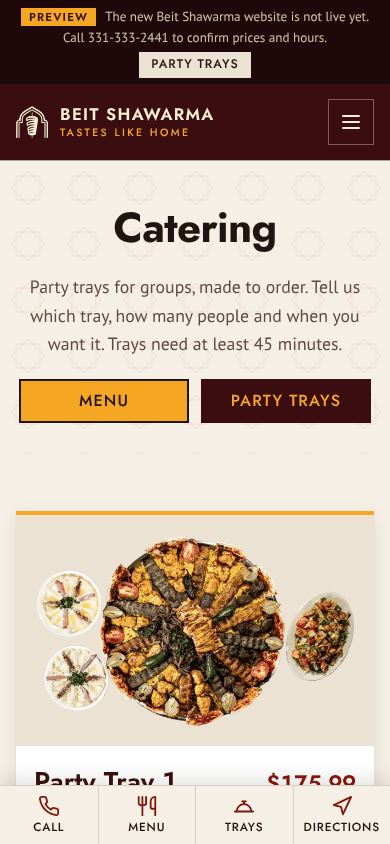 PREVIEW The new Beit Shawarma website is not live yet.
Call 331-333-2441 to confirm prices and hours.
PARTY TRAYS
BEIT SHAWARMA
TASTES LIKE HOME
Catering
Party trays for groups, made to order. Tell us
which tray, how many people and when you
want it. Trays need at least 45 minutes.
MENU PARTY TRAYS
Party Tray 1 $175.99
CALL MENU TRAYS DIRECTIONS